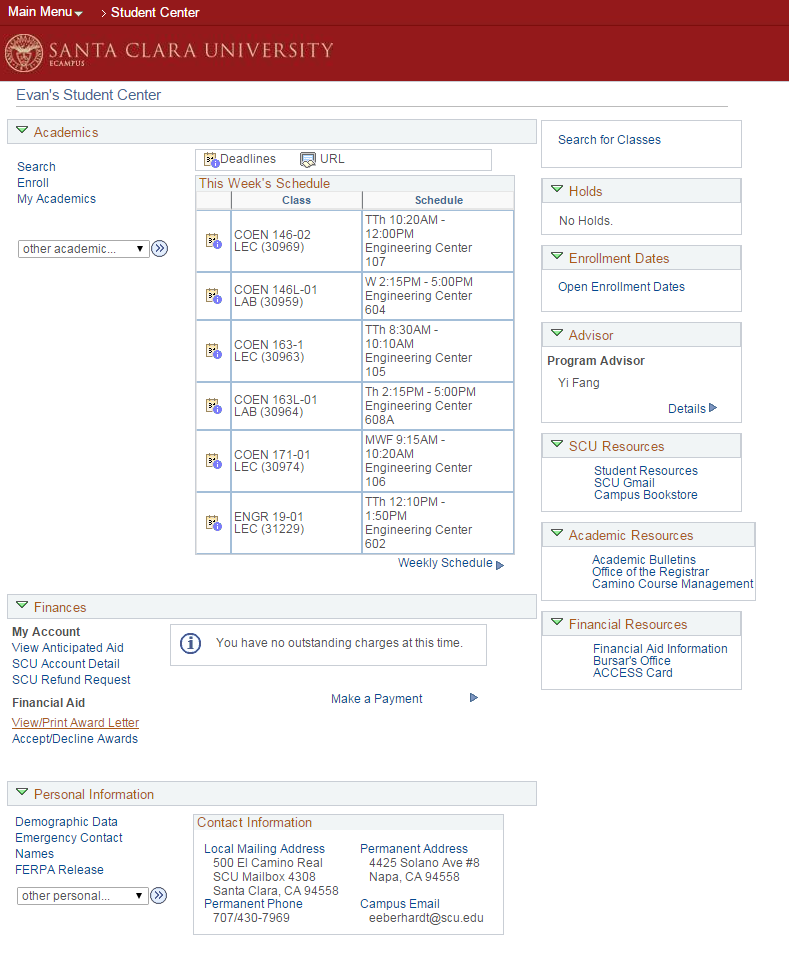 Main Menu
Student Center
SANTA CLARA UNIVERSITY
ECAMPUS
Evan's Student Center
Academics
Search
Enroll
My Academics
other academic...
Deadlines
URL
This Week's Schedule
Class
Schedule
COEN 146-02
LEC (30969)
TTh 10:20AM -
12:00PM
Engineering Center
107
COEN 146L-01
LAB (30959)
W 2:15PM - 5:00PM
Engineering Center
604
COEN 163-1
LEC (30963)
TTh 8:30AM -
10:10AM
Engineering Center
105
COEN 163L-01
LAB (30964)
Th 2:15PM - 5:00PM
Engineering Center
608A
COEN 171-01
LEC (30974)
MWF 9:15AM -
10:20AM
Engineering Center
106
ENGR 19-01
LEC (31229)
TTh 12:10PM -
1:50PM
Engineering Center
602
Weekly Schedule
Search for Classes
Holds
No Holds.
Enrollment Dates
Open Enrollment Dates
Advisor
Program Advisor
Yi Fang
Details
SCU Resources
Student Resources
SCU Gmail
Campus Bookstore
Academic Resources
Academic Bulletins
Office of the Registrar
Camino Course Management
Financial Resources
Financial Aid Information
Bursar's Office
ACCESS Card
Finances
My Account
View Anticipated Aid
SCU Account Detail
SCU Refund Request
Financial Aid
View/Print Award Letter
Accept/Decline Awards
You have no outstanding charges at this time.
Make a Payment
Personal Information
Demographic Data
Emergency Contact
Names
FERPA Release
other personal...
Contact Information
Local Mailing Address
500 El Camino Real
SCU Mailbox 4308
Santa Clara, CA 94558
Permanent Address
4425 Solano Ave #8
Napa, CA 94558
Permanent Phone
707/430-7969
Campus Email
eeberhardt@scu.edu